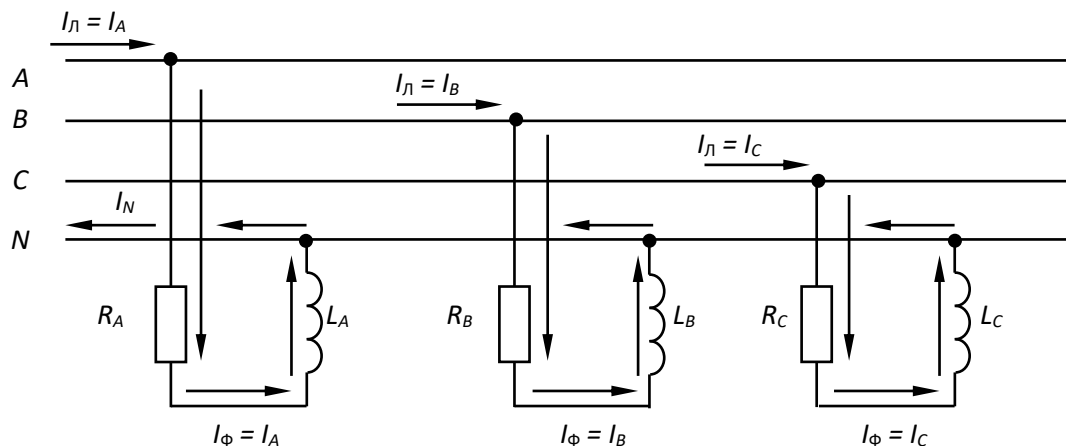 Iл = IA
A
Iл = IB
B
Iл = IC
C
IN
N
RA
LA
RB
LB
RC
LC
IФ = IA
IФ = IB
IФ = IC